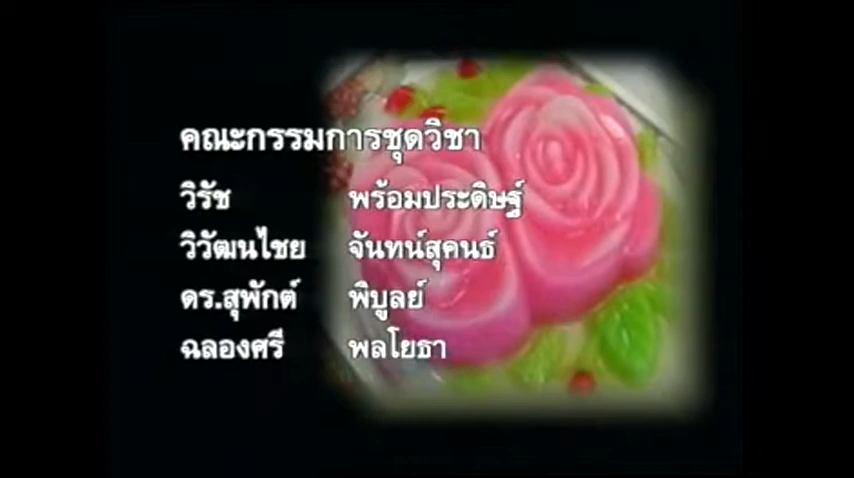 คณะกรรมการชุดวิชา
วิรัช พร้อมประดิษฐ์
วิวัฒนไชย จันทน์สุคนธ์
ดร.สุพักต์ พิบูลย์
ฉลองศรี พลโยธา